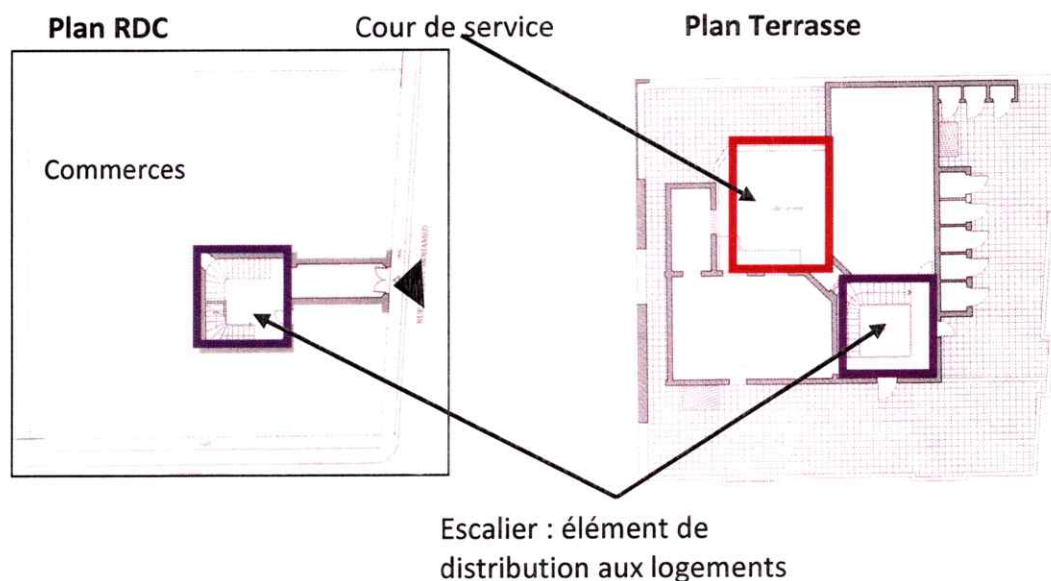 Plan RDC
Cour de service
Plan Terrasse
Commerces
Escalier : élément de
distribution aux logements